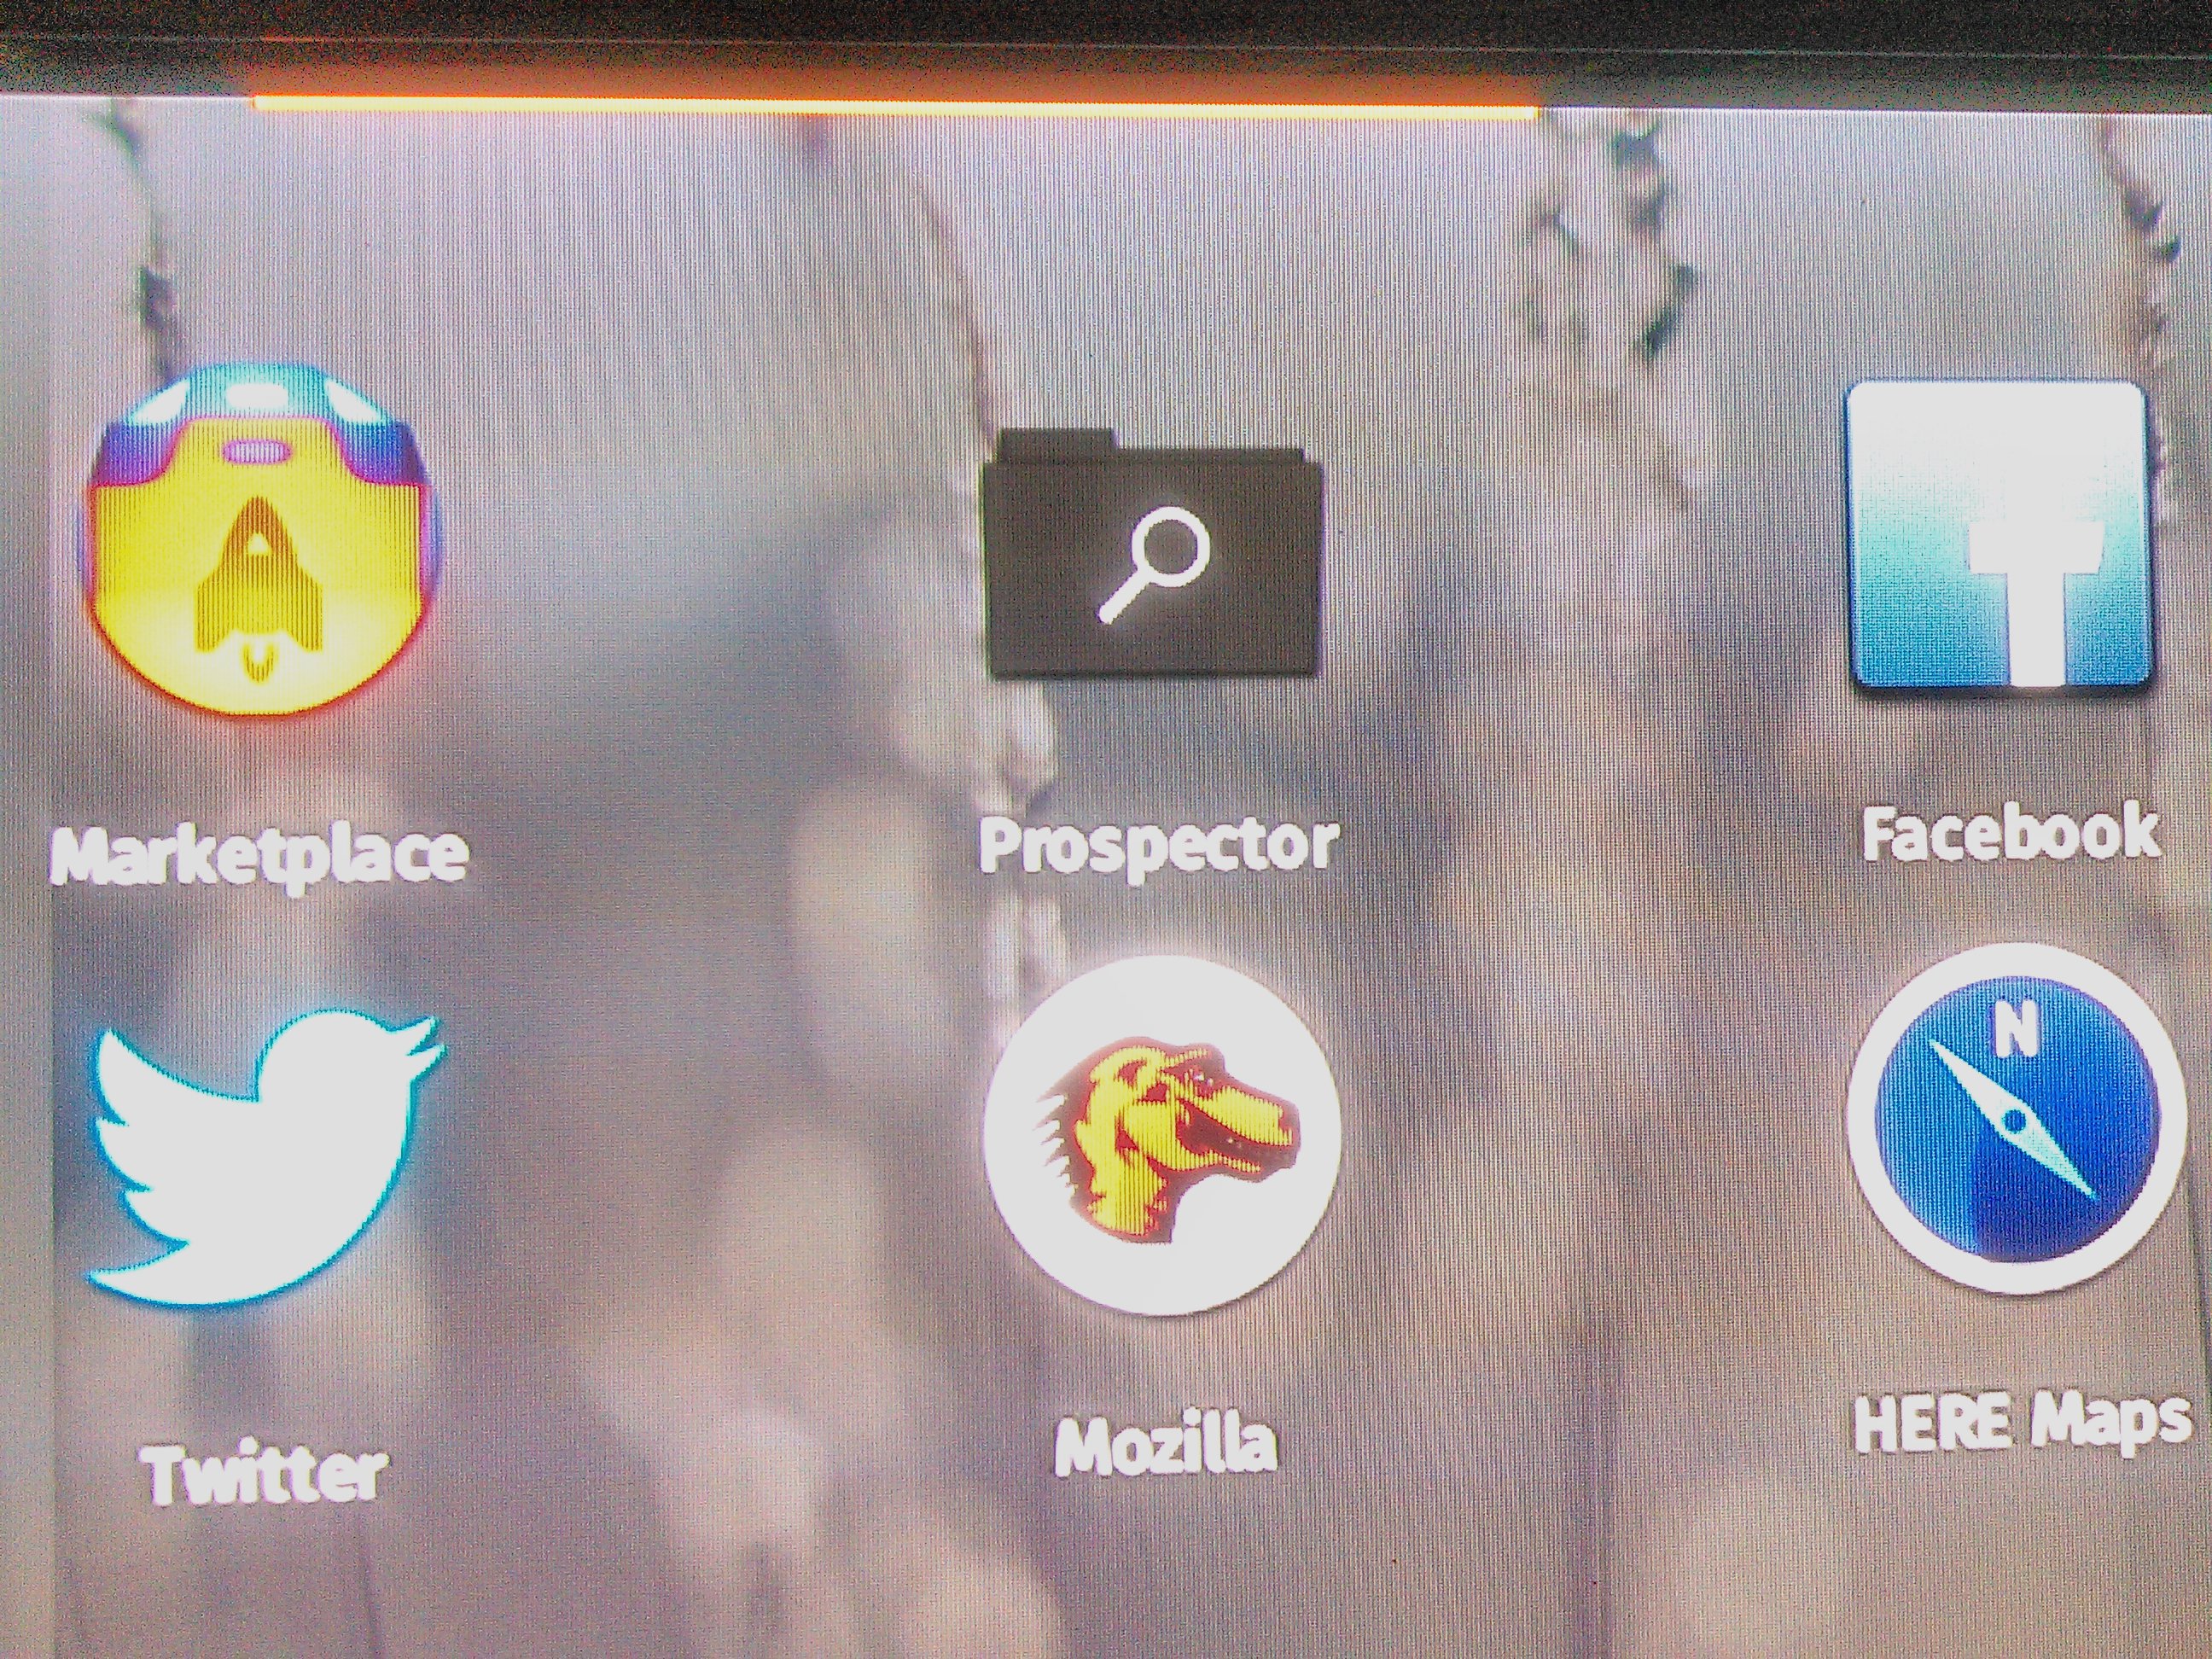 Marketplace
Prospector
Facebook
N
Twitter
Mozilla
HERE Maps